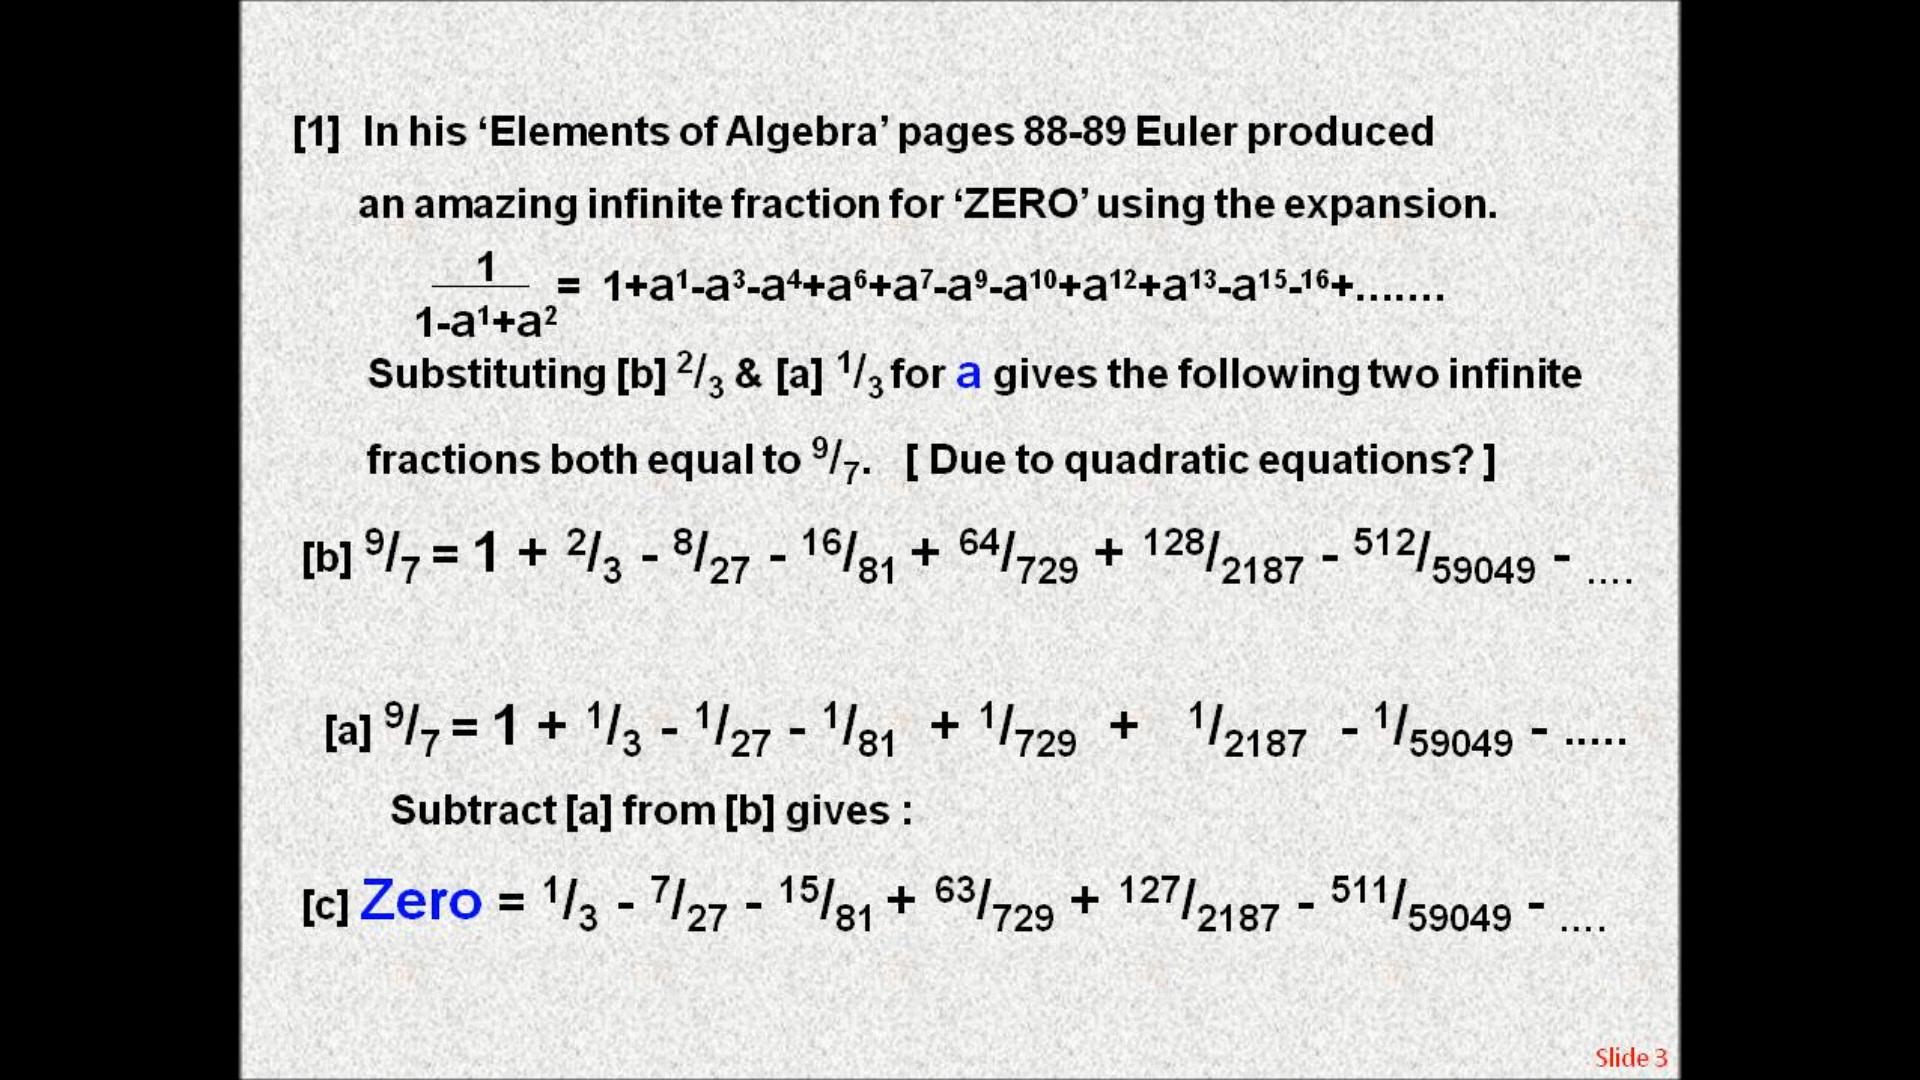 [1] In his ‘Elements of Algebra’ pages 88-89 Euler produced
an amazing infinite fraction for ‘ZERO’ using the expansion.
1/(1-a¹+a²) = 1+a¹-a³-a⁴+a⁶+a⁷-a⁹-a¹⁰+a¹²+a¹³-a¹⁵-¹⁶+.......
Substituting [b] ²/₃ & [a] ¹/₃ for a gives the following two infinite
fractions both equal to ⁹/₇. [ Due to quadratic equations? ]
[b] ⁹/₇ = 1 + ²/₃ - ⁸/₂₇ - ¹⁶/₈₁ + ⁶⁴/₇₂₉ + ¹²⁸/₂₁₈₇ - ⁵¹²/₅₉₀₄₉ - ....
[a] ⁹/₇ = 1 + ¹/₃ - ¹/₂₇ - ¹/₈₁ + ¹/₇₂₉ + ¹/₂₁₈₇ - ¹/₅₉₀₄₉ - .....
Subtract [a] from [b] gives :
[c] Zero = ¹/₃ - ⁷/₂₇ - ¹⁵/₈₁ + ⁶³/₇₂₉ + ¹²⁷/₂₁₈₇ - ⁵¹¹/₅₉₀₄₉ - ....
Slide 3